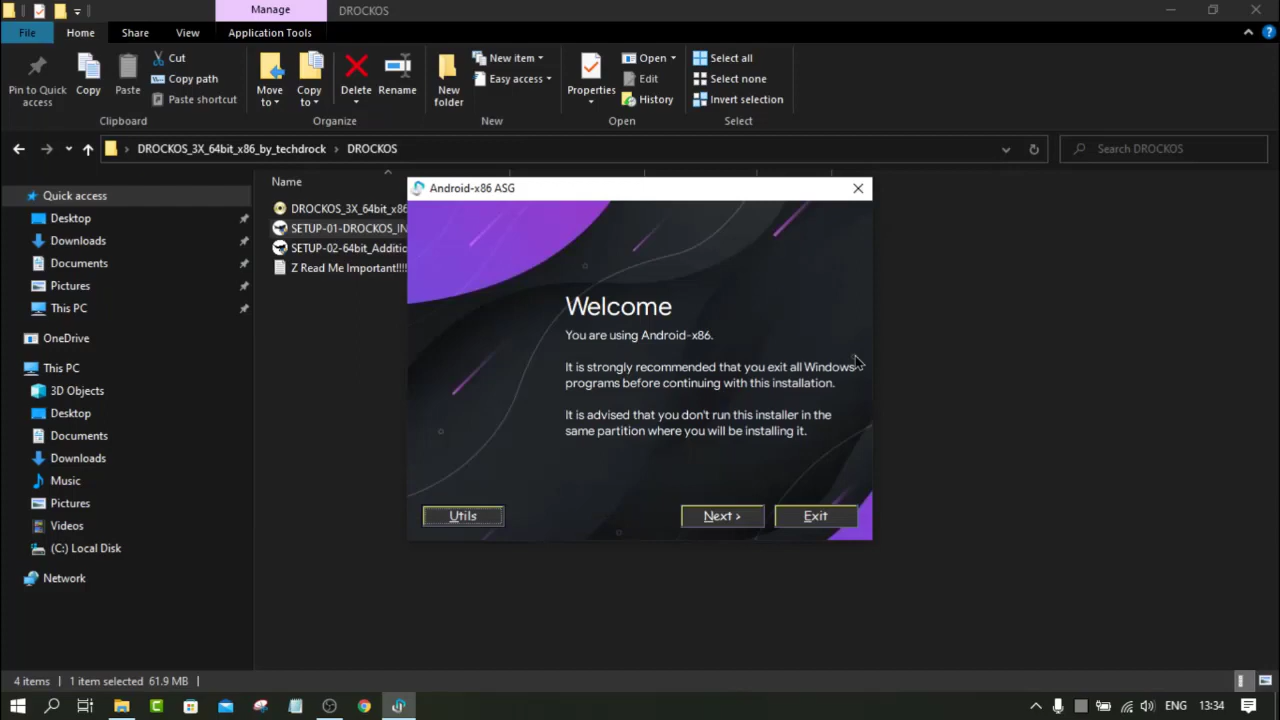 Manage
DROCKOS
File
Home
Share
View
Application Tools
Pin to Quick
access
Copy
Paste
Cut
Copy path
Paste shortcut
Clipboard
Move
to
Copy
to
Delete
Rename
Organize
New
folder
New item
Easy access
New
Properties
Open
Edit
History
Open
Select all
Select none
Invert selection
Select
DROCKOS_3X_64bit_x86_by_techdrock
DROCKOS
Search DROCKOS
Quick access
Desktop
Downloads
Documents
Pictures
This PC
OneDrive
This PC
3D Objects
Desktop
Documents
Downloads
Music
Pictures
Videos
(C:) Local Disk
Network
Name
DROCKOS_3X_64bit_x86
SETUP-01-DROCKOS_IN
SETUP-02-64bit_Additic
Z Read Me Important!!!!
Android-x86 ASG
Welcome
You are using Android-x86.
It is strongly recommended that you exit all Windows
programs before continuing with this installation.
It is advised that you don't run this installer in the
same partition where you will be installing it.
Utils
Next >
Exit
4 items
1 item selected 61.9 MB
ENG
13:34